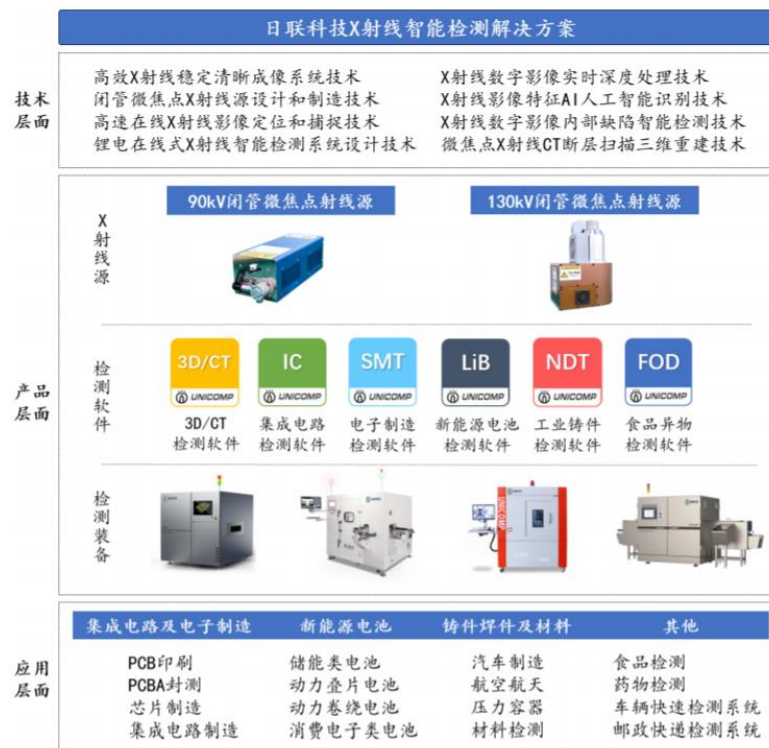 日联科技X射线智能检测解决方案
技术
层面
高效X射线稳定清晰成像系统技术
闭管微焦点X射线源设计和制造技术
高速在线X射线影像定位和捕捉技术
锂电在线式X射线智能检测系统设计技术
X射线数字影像实时深度处理技术
X射线影像特征AI人工智能识别技术
X射线数字影像内部缺陷智能检测技术
微焦点X射线CT断层扫描三维重建技术
产品
层面
X
射
线
源
90kV闭管微焦点射线源
130kV闭管微焦点射线源
检
测
软
件
3D/CT
UNICOMP
3D/CT
检测软件
IC
UNICOMP
集成电路
检测软件
SMT
UNICOMP
电子制造
检测软件
LiB
UNICOMP
新能源电池
检测软件
NDT
UNICOMP
工业铸件
检测软件
FOD
UNICOMP
食品异物
检测软件
检
测
装
备
UNICOMP
应用
层面
集成电路及电子制造
PCB印刷
PCBA封测
芯片制造
集成电路制造
新能源电池
储能类电池
动力叠片电池
动力卷绕电池
消费电子类电池
铸件焊件及材料
汽车制造
航空航天
压力容器
材料检测
其他
食品检测
药物检测
车辆快速检测系统
邮政快递检测系统